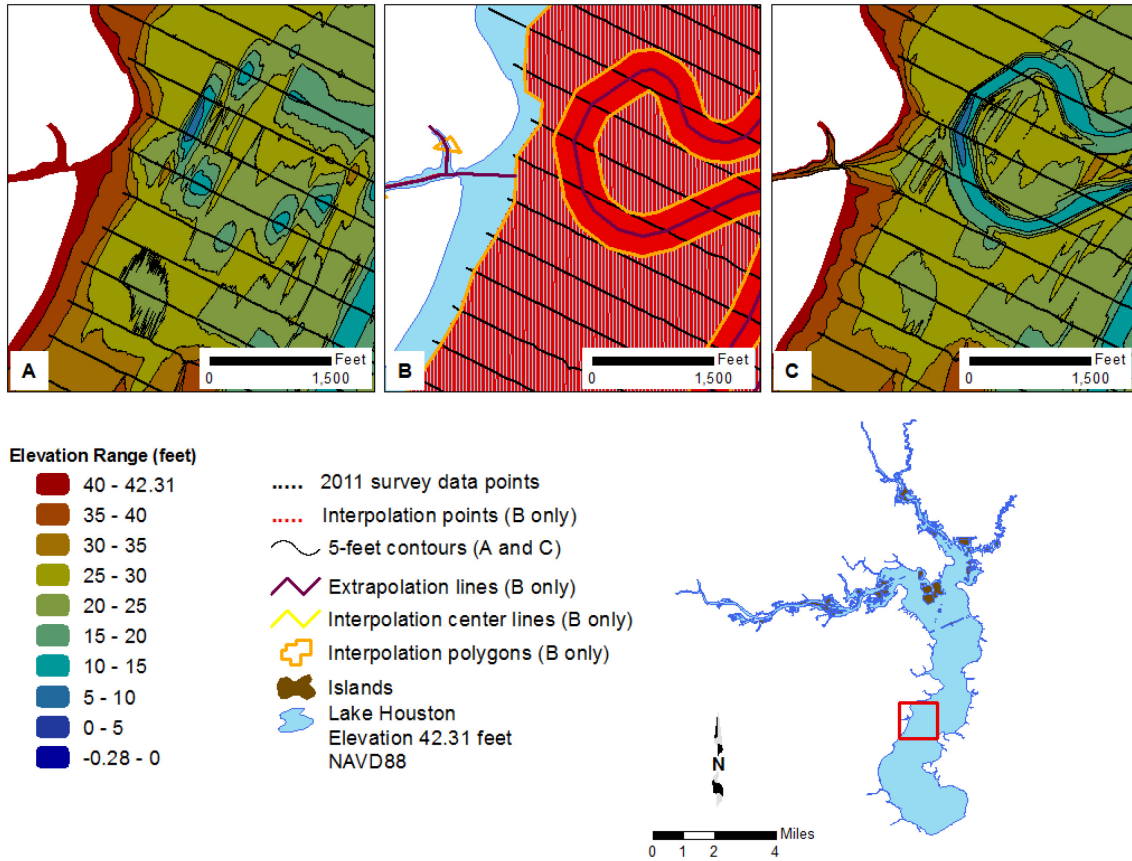 A
Feet
0 1,500
B
Feet
0 1,500
C
Feet
0 1,500
Elevation Range (feet)
40 - 42.31
35 - 40
30 - 35
25 - 30
20 - 25
15 - 20
10 - 15
5 - 10
0 - 5
-0.28 - 0
2011 survey data points
Interpolation points (B only)
5-feet contours (A and C)
Extrapolation lines (B only)
Interpolation center lines (B only)
Interpolation polygons (B only)
Islands
Lake Houston
Elevation 42.31 feet
NAVD88
N
Miles
0 1 2 4